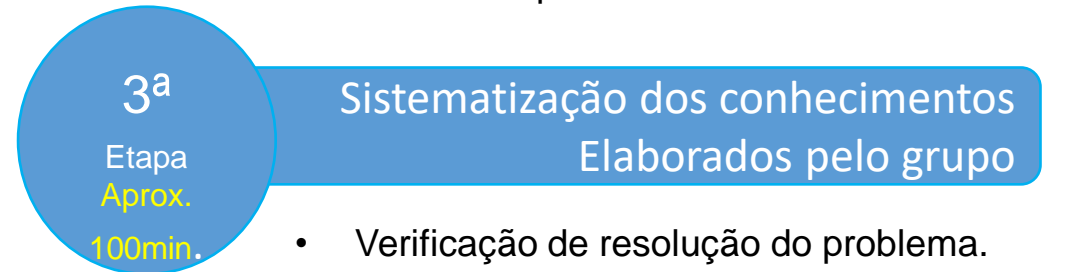 3ª
Etapa
Aprox.
100min.
Sistematização dos conhecimentos
Elaborados pelo grupo
• Verificação de resolução do problema.